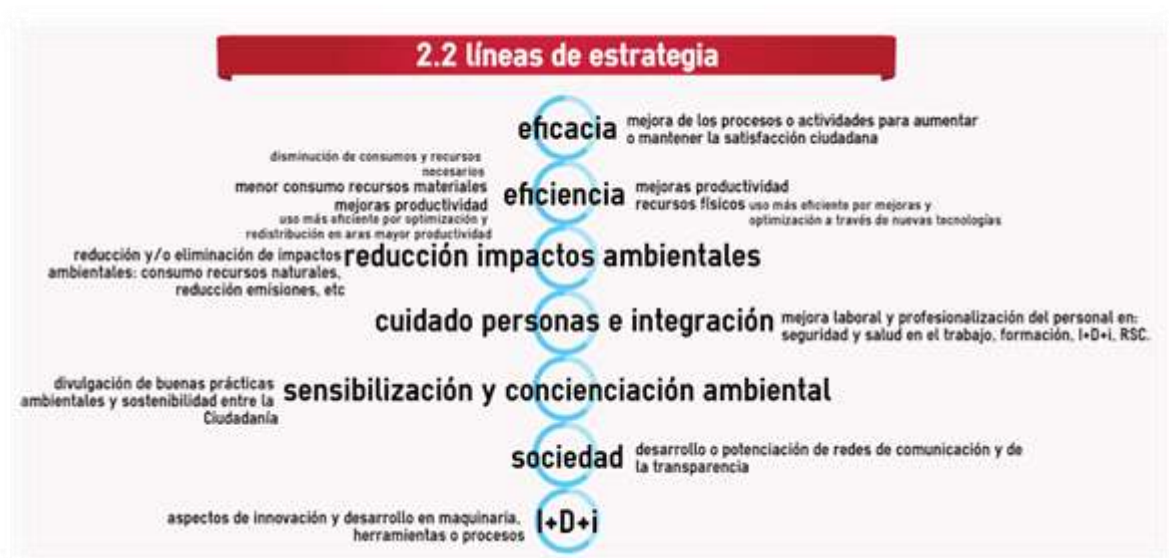 2.2 líneas de estrategia
eficacia
mejora de los procesos o actividades para aumentar
o mantener la satisfacción ciudadana
disminución de consumos y recursos
necesarios
menor consumo recursos materiales
mejoras productividad
uso más eficiente por optimización y
redistribución en aras mayor productividad
eficiencia
mejoras productividad
recursos físicos uso más eficiente por mejoras y
optimización a través de nuevas tecnologías
reducción y/o eliminación de impactos
ambientales: consumo recursos naturales,
reducción emisiones, etc
reducción impactos ambientales
cuidado personas e integración
mejora laboral y profesionalización del personal en:
seguridad y salud en el trabajo, formación, I+D+i, RSC.
divulgación de buenas prácticas
ambientales y sostenibilidad entre la
Ciudadanía
sensibilización y concienciación ambiental
sociedad
desarrollo o potenciación de redes de comunicación y de
la transparencia
aspectos de innovación y desarrollo en maquinaria,
herramientas o procesos
I+D+i